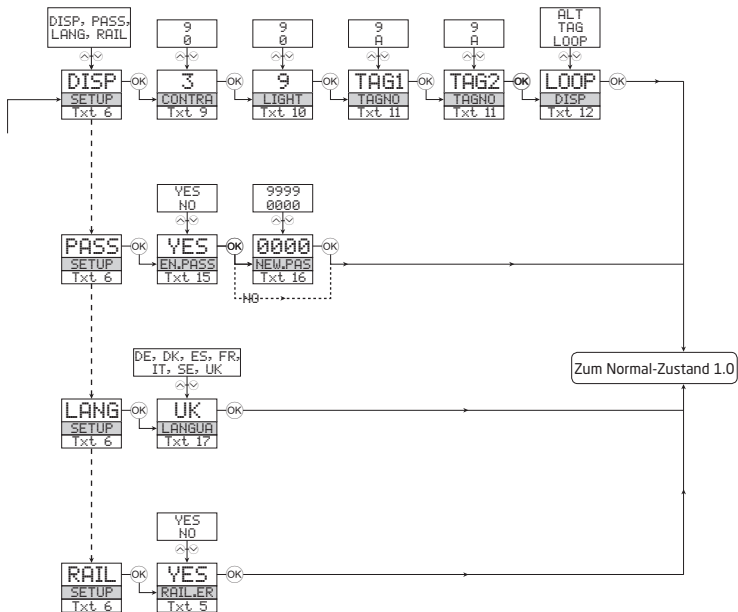 DISP, PASS,
LANG, RAIL
9
0
9
0
9
A
9
A
ALT
TAG
LOOP
DISP
SETUP
Txt 6
OK
3
CONTRA
Txt 9
OK
9
LIGHT
Txt 10
OK
TAG1
TAGNO
Txt 11
OK
TAG2
TAGNO
Txt 11
OK
LOOP
DISP
Txt 12
OK
YES
NO
9999
0000
PASS
SETUP
Txt 6
OK
YES
EN.PASS
Txt 15
OK
0000
NEW.PAS
Txt 16
OK
NO
DE, DK, ES, FR,
IT, SE, UK
Zum Normal-Zustand 1.0
LANG
SETUP
Txt 6
OK
UK
LANGUA
Txt 17
OK
YES
NO
RAIL
SETUP
Txt 6
OK
YES
RAIL.ER
Txt 5
OK